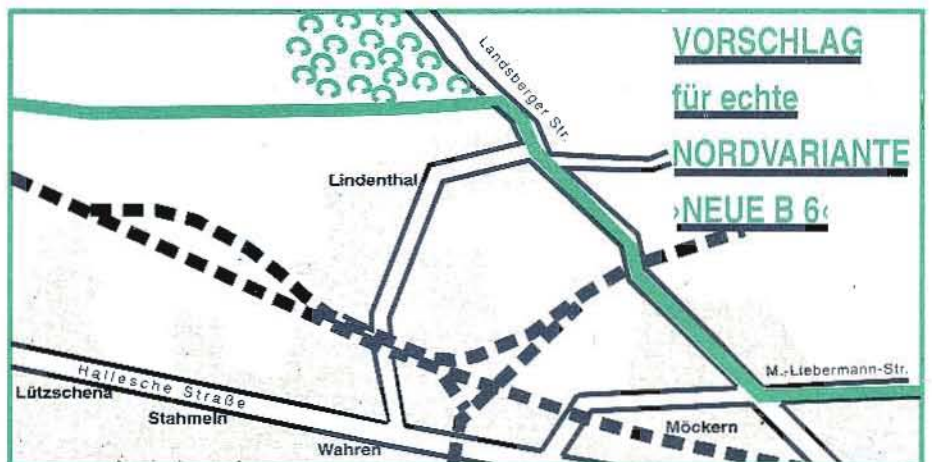 VORSCHLAG
für echte
NORDVARIANTE
›NEUE B 6‹
Landsberger Str.
Lindenthal
M.-Liebermann-Str.
Hallesche Straße
Lützschena
Stahmeln
Möckern
Wahren